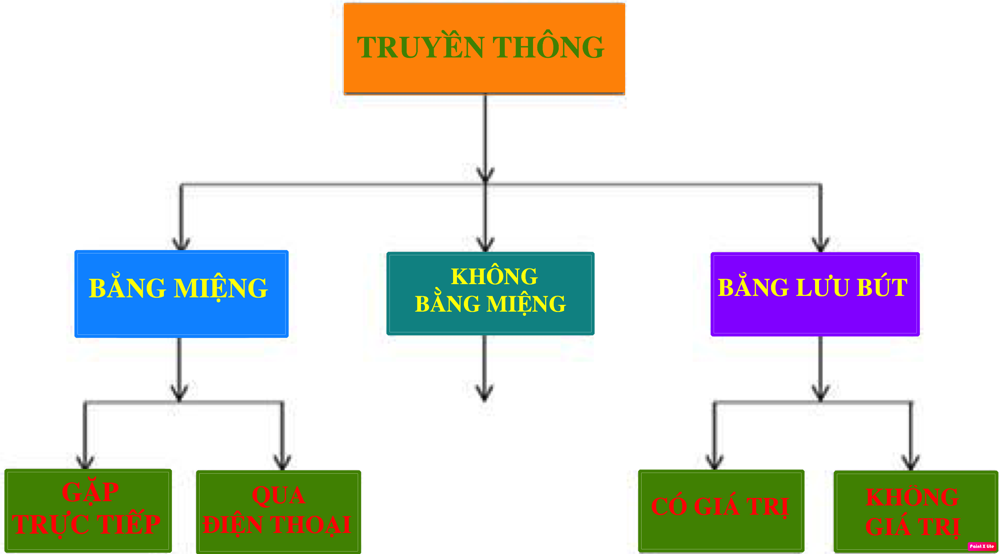 TRUYỀN THÔNG
BẰNG MIỆNG
KHÔNG
BẰNG MIỆNG
BẰNG LƯU BÚT
GẶP
TRỰC TIẾP
QUA
ĐIỆN THOẠI
CÓ GIÁ TRỊ
KHÔNG
GIÁ TRỊ
Paint X Lite